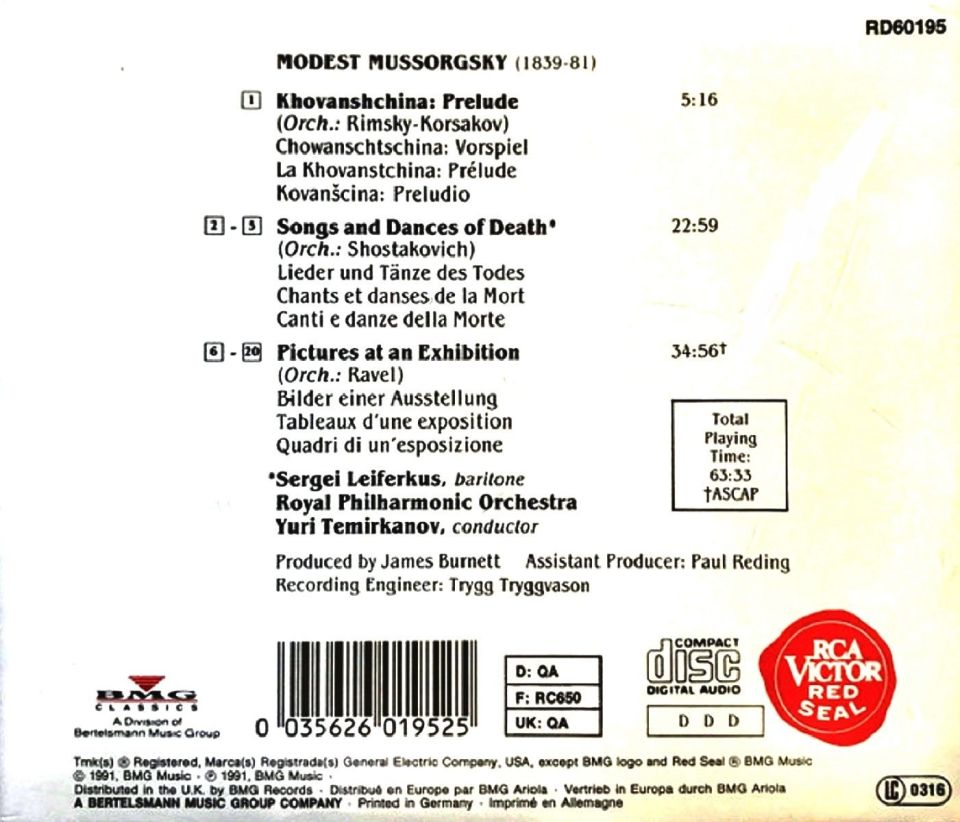 RD60195
MODEST MUSSORGSKY (1839-81)
1 Khovanshchina: Prelude 5:16
(Orch.: Rimsky-Korsakov)
Chowanschtschina: Vorspiel
La Khovanstchina: Prélude
Kovanšcina: Preludio
2 - 5 Songs and Dances of Death* 22:59
(Orch.: Shostakovich)
Lieder und Tänze des Todes
Chants et danses de la Mort
Canti e danze della Morte
6 - 20 Pictures at an Exhibition 34:56†
(Orch.: Ravel)
Bilder einer Ausstellung
Tableaux d'une exposition
Quadri di un'esposizione
Total
Playing
Time:
63:33
†ASCAP
*Sergei Leiferkus, baritone
Royal Philharmonic Orchestra
Yuri Temirkanov, conductor
Produced by James Burnett Assistant Producer: Paul Reding
Recording Engineer: Trygg Tryggvason
BMG
CLASSICS
A Division of
Bertelsmann Music Group
0 035626 019525
D: QA
F: RC650
UK: QA
COMPACT
disc
DIGITAL AUDIO
D D D
RCA
VICTOR
RED
SEAL
Tmk(s) ® Registered, Marca(s) Registrada(s) General Electric Company, USA, except BMG logo and Red Seal ® BMG Music
© 1991, BMG Music · ℗ 1991, BMG Music ·
Distributed in the U.K. by BMG Records · Distribué en Europe par BMG Ariola · Vertrieb in Europa durch BMG Ariola
A BERTELSMANN MUSIC GROUP COMPANY · Printed in Germany · Imprimé en Allemagne
LC 0316